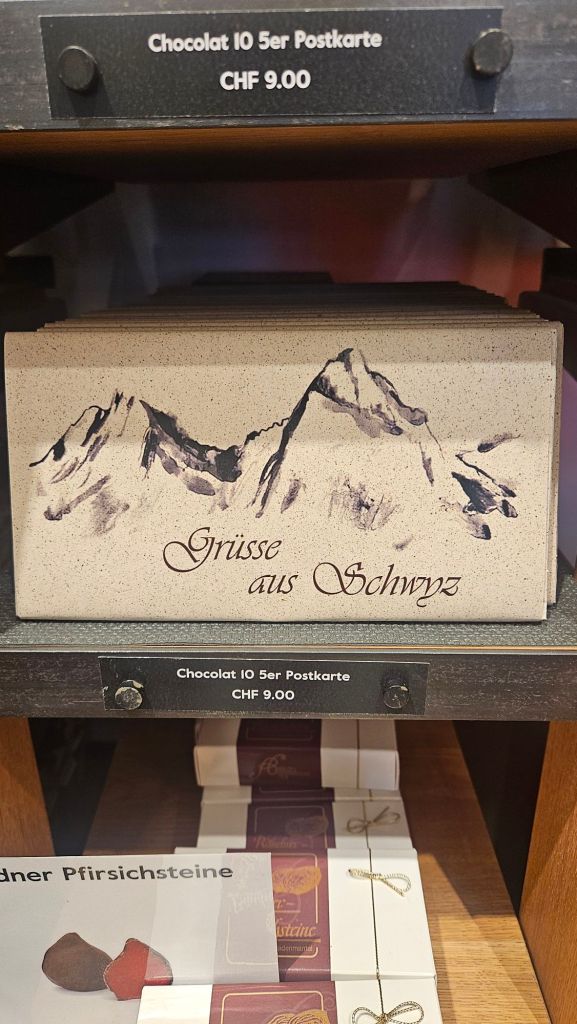 Chocolat 10 5er Postkarte
CHF 9.00
Grüsse
aus Schwyz
Chocolat 10 5er Postkarte
CHF 9.00
dner Pfirsichsteine